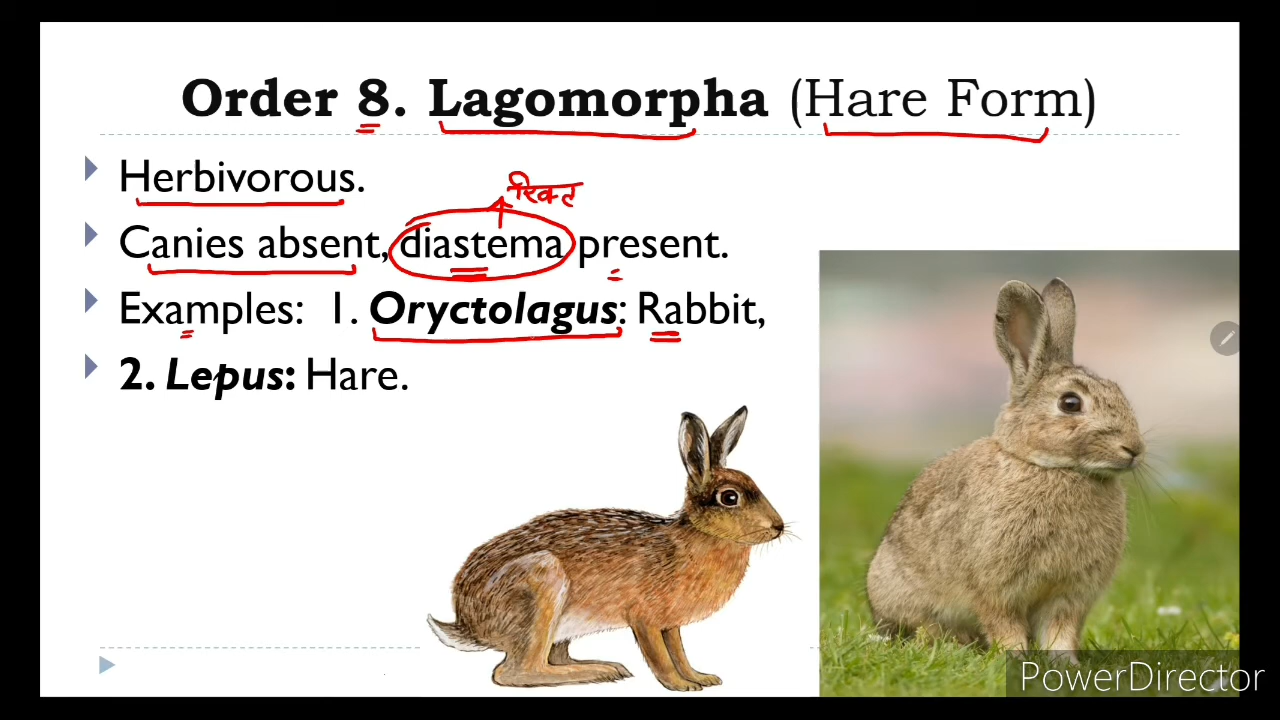 Order 8. Lagomorpha (Hare Form)
Herbivorous.
रिक्त
Canies absent, diastema present.
Examples: 1. Oryctolagus: Rabbit,
2. Lepus: Hare.
PowerDirector